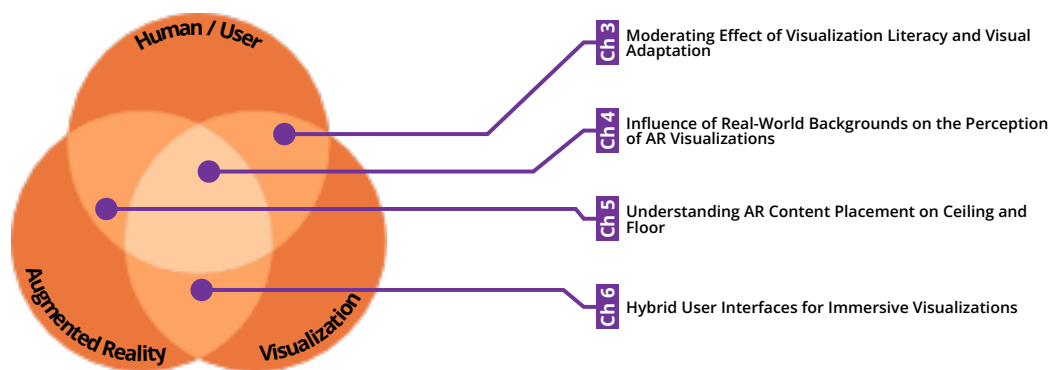 Human / User
Augmented Reality
Visualization
Ch 3
Moderating Effect of Visualization Literacy and Visual
Adaptation
Ch 4
Influence of Real-World Backgrounds on the Perception
of AR Visualizations
Ch 5
Understanding AR Content Placement on Ceiling and
Floor
Ch 6
Hybrid User Interfaces for Immersive Visualizations